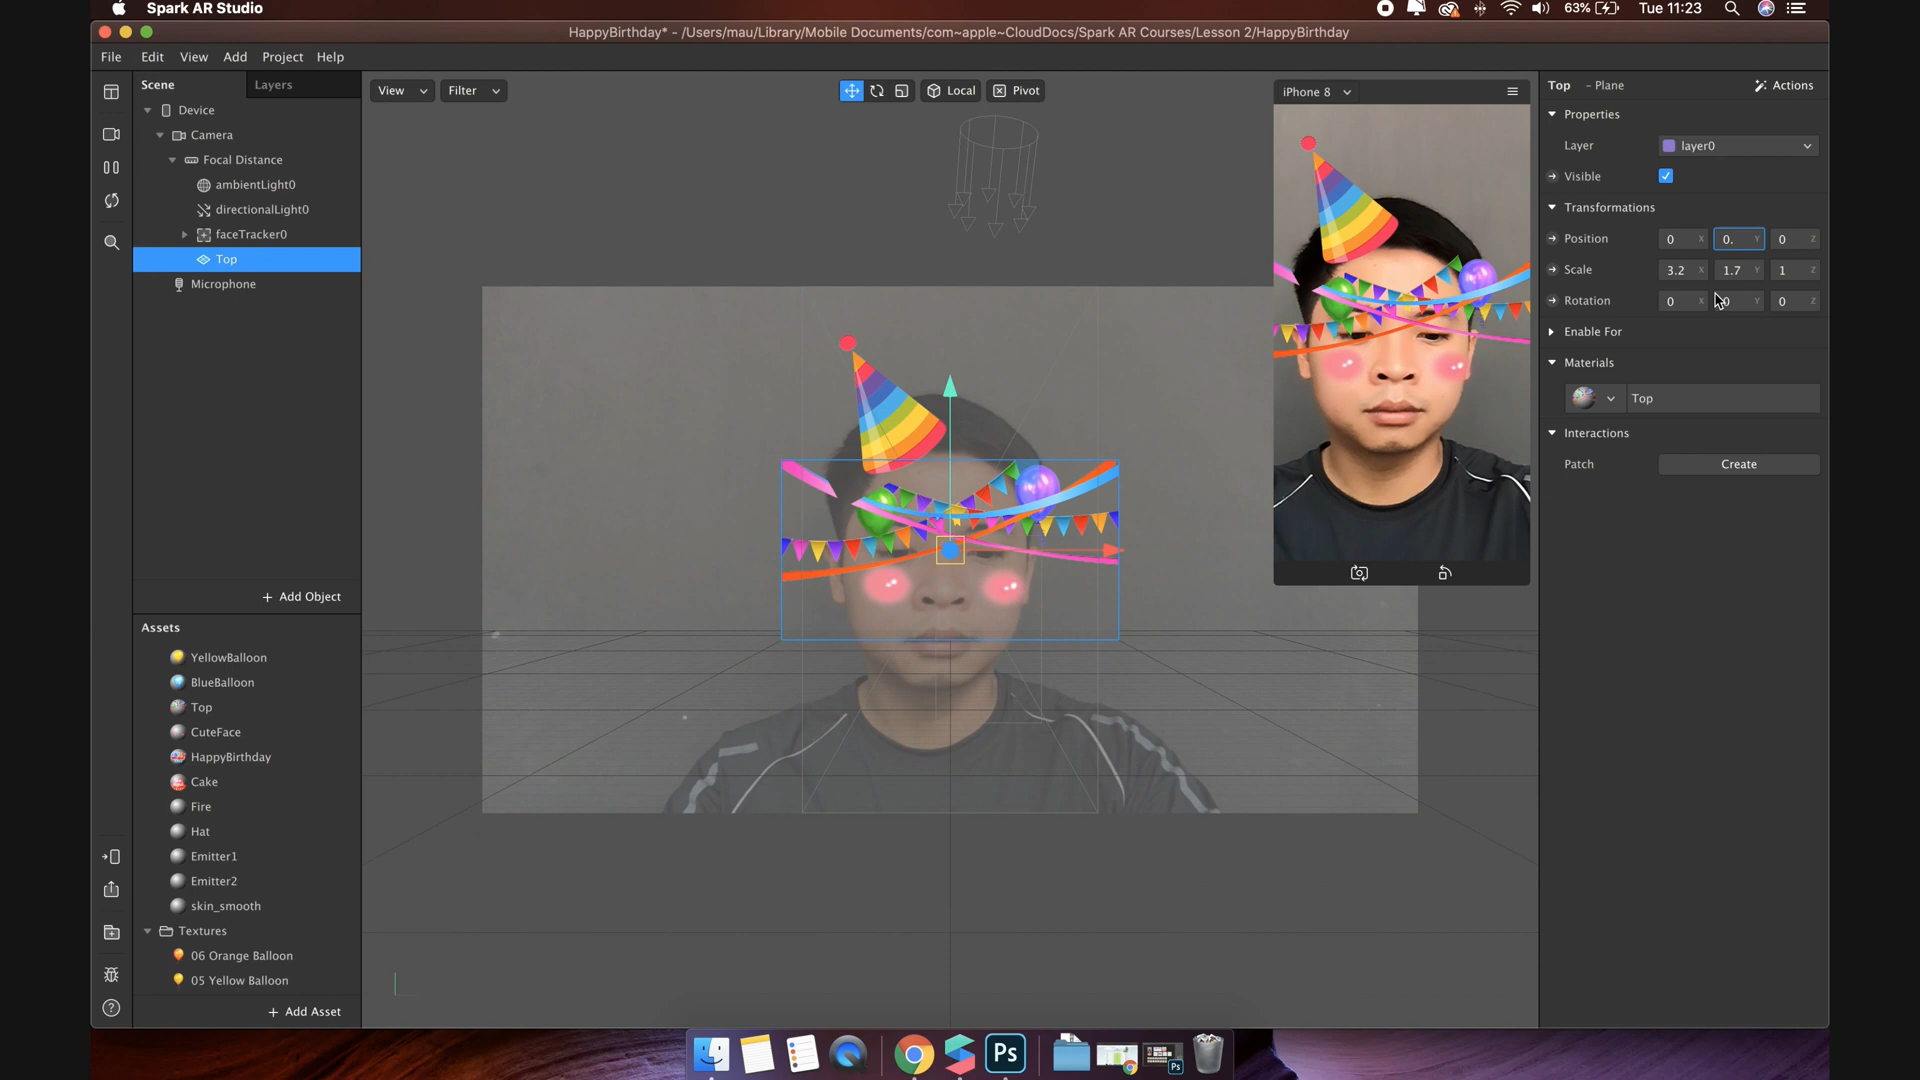 Spark AR Studio
63%
Tue 11:23
HappyBirthday* - /Users/mau/Library/Mobile Documents/com~apple~CloudDocs/Spark AR Courses/Lesson 2/HappyBirthday
File Edit View Add Project Help
Scene
Layers
View
Filter
Local
Pivot
iPhone 8
Top - Plane
Actions
Device
Camera
Focal Distance
ambientLight0
directionalLight0
faceTracker0
Top
Microphone
+ Add Object
Properties
Layer layer0
Visible
Transformations
Position 0 X 0. Y 0 Z
Scale 3.2 X 1.7 Y 1 Z
Rotation 0 X 0 Y 0 Z
Enable For
Materials
Top
Interactions
Patch Create
Assets
YellowBalloon
BlueBalloon
Top
CuteFace
HappyBirthday
Cake
Fire
Hat
Emitter1
Emitter2
skin_smooth
Textures
06 Orange Balloon
05 Yellow Balloon
+ Add Asset
?
Ps
Ps